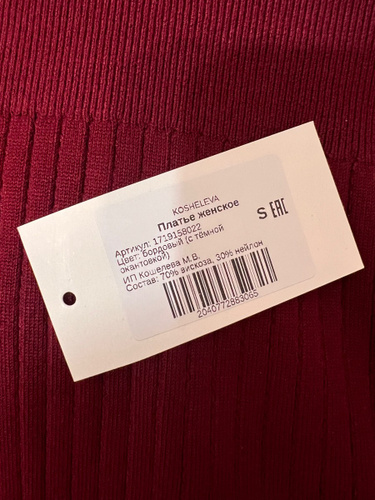 KOSHELEVA
Платье женское
Артикул: 1719158022
Цвет: бордовый (с тёмной
окантовкой)
ИП Кошелева М.В.
Состав: 70% вискоза, 30% нейлон
S EAC
2040772883065